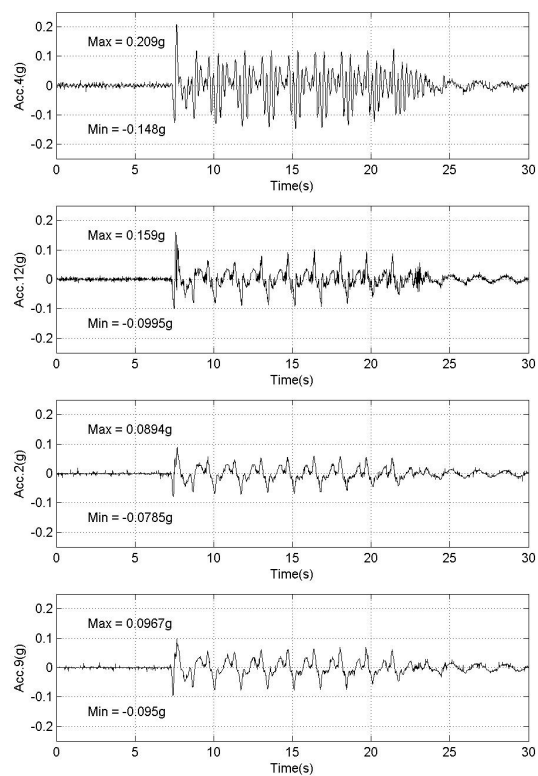 0.2
Max = 0.209g
0.1
Acc.4(g)
0
-0.1
Min = -0.148g
-0.2
0 5 10 15 20 25 30
Time(s)
0.2
Max = 0.159g
0.1
Acc.12(g)
0
-0.1
Min = -0.0995g
-0.2
0 5 10 15 20 25 30
Time(s)
0.2
Max = 0.0894g
0.1
Acc.2(g)
0
-0.1
Min = -0.0785g
-0.2
0 5 10 15 20 25 30
Time(s)
0.2
Max = 0.0967g
0.1
Acc.9(g)
0
-0.1
Min = -0.095g
-0.2
0 5 10 15 20 25 30
Time(s)